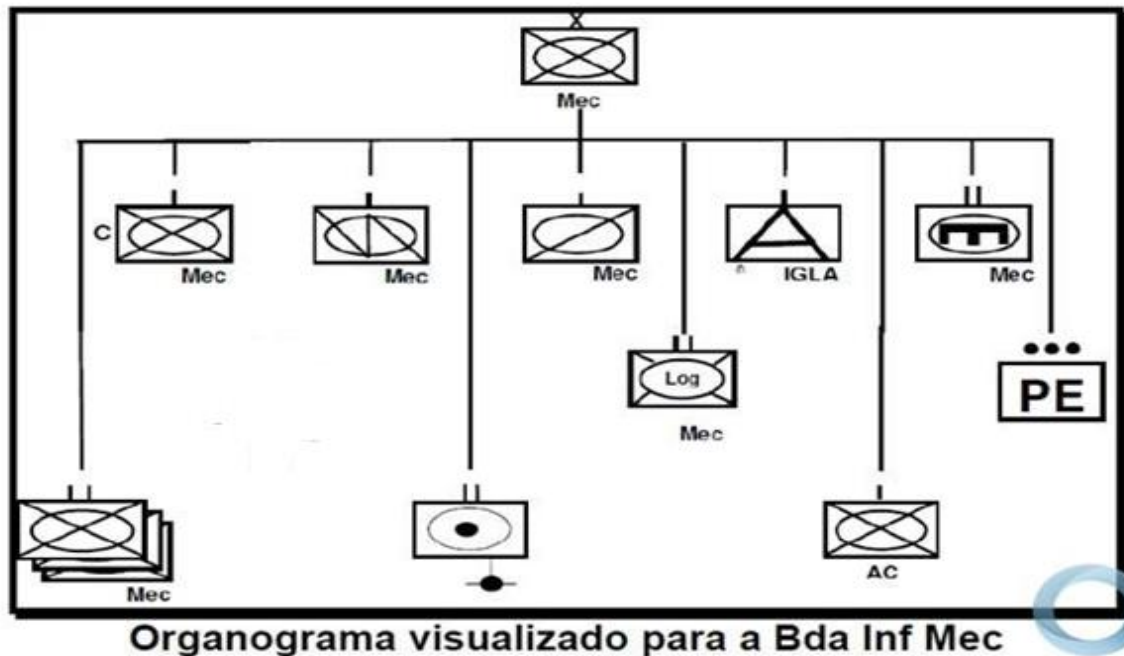 X
Mec
C
Mec
Mec
Mec
IGLA
Mec
Log
Mec
PE
Mec
AC
Organograma visualizado para a Bda Inf Mec